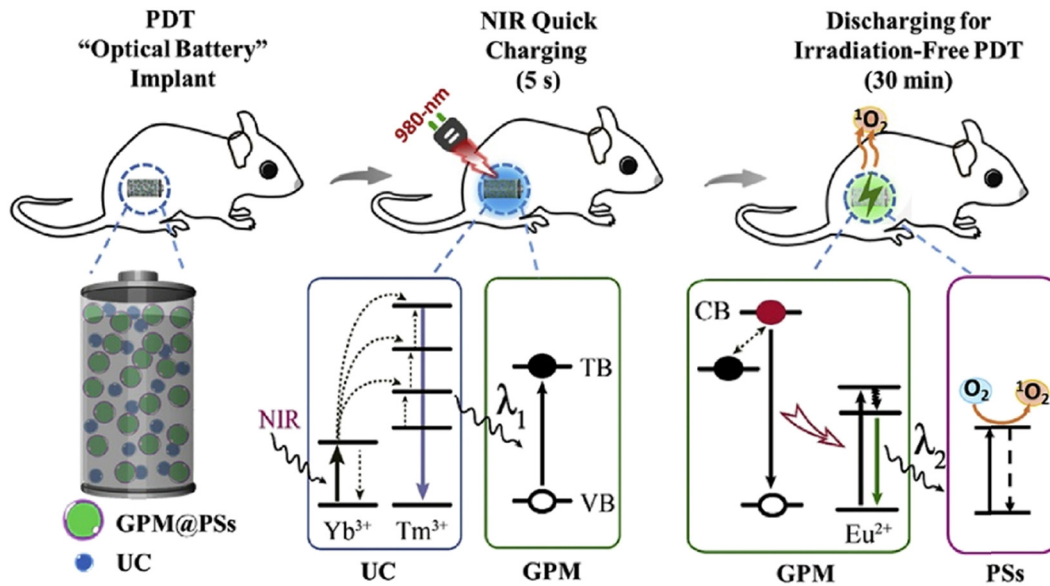 PDT
“Optical Battery”
Implant
NIR Quick
Charging
(5 s)
Discharging for
Irradiation-Free PDT
(30 min)
980-nm
¹O₂
GPM@PSs
UC
NIR
Yb³⁺
Tm³⁺
UC
λ₁
TB
VB
GPM
CB
Eu²⁺
GPM
λ₂
O₂
¹O₂
PSs